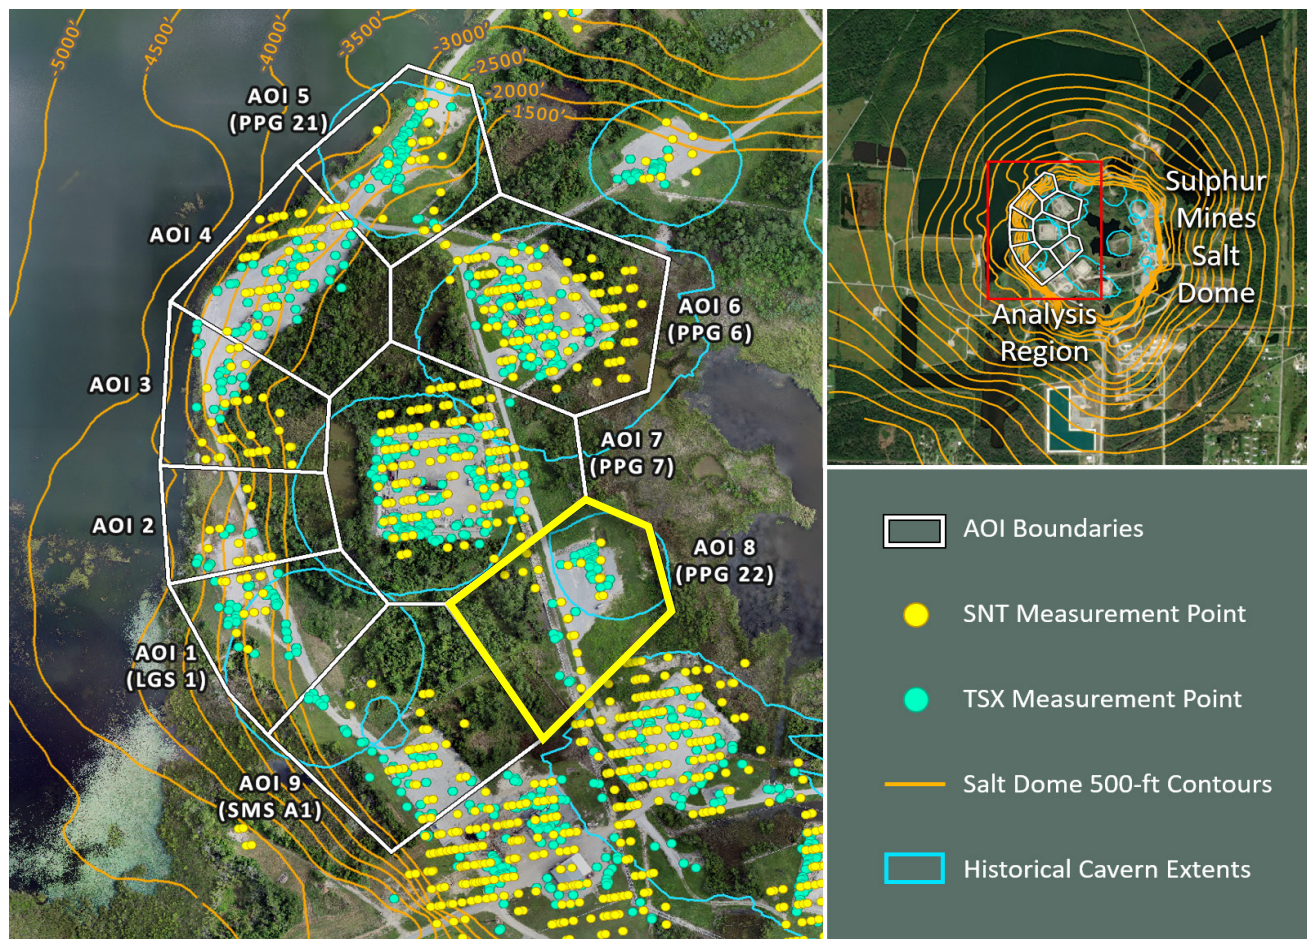 -5000'
-4500'
-4000'
-3500'
-3000'
-2500'
-2000'
-1500'
AOI 5
(PPG 21)
AOI 4
AOI 3
AOI 2
AOI 1
(LGS 1)
AOI 9
(SMS A1)
AOI 6
(PPG 6)
AOI 7
(PPG 7)
AOI 8
(PPG 22)
Sulphur
Mines
Salt
Dome
Analysis
Region
AOI Boundaries
SNT Measurement Point
TSX Measurement Point
Salt Dome 500-ft Contours
Historical Cavern Extents